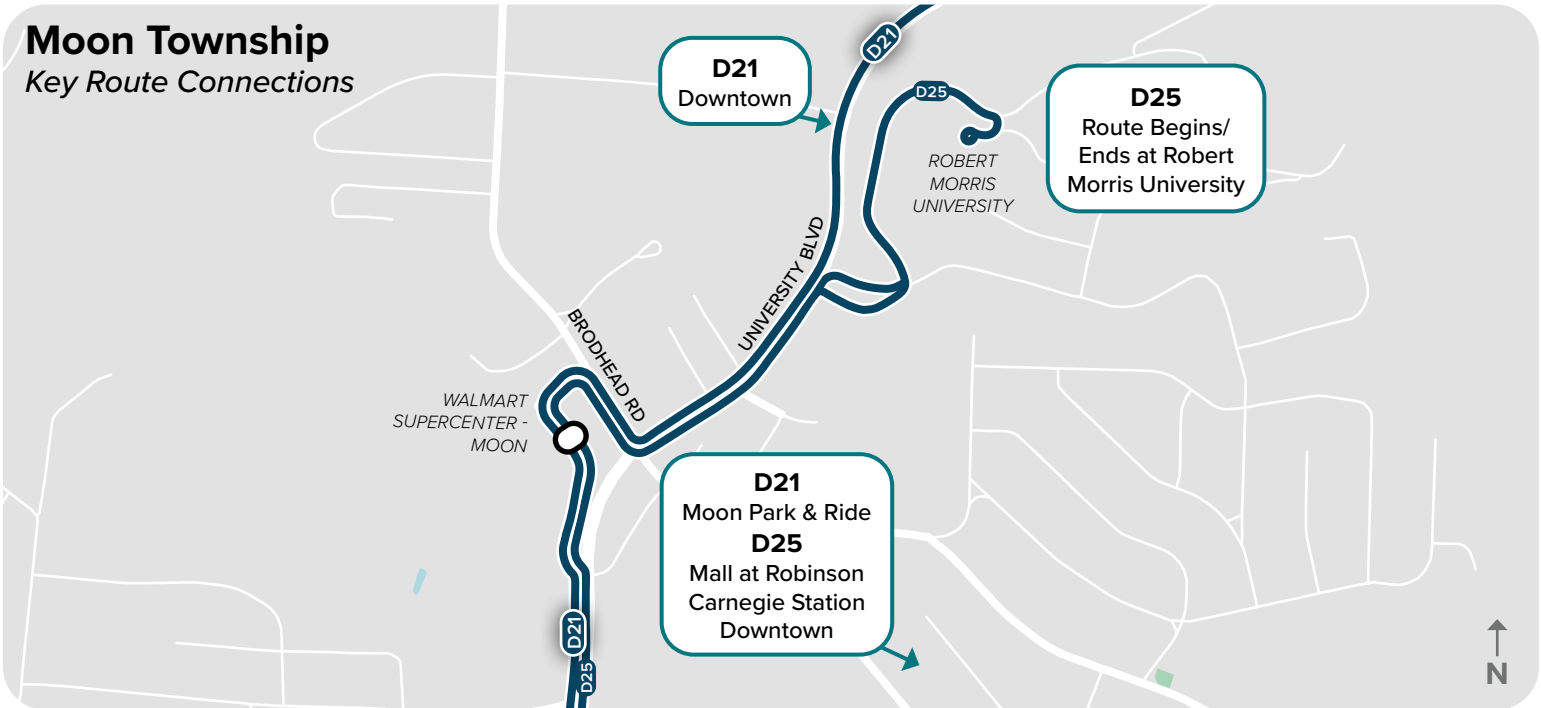 Moon Township
Key Route Connections
D21
D21
Downtown
D25
D25
Route Begins/
Ends at Robert
Morris University
ROBERT
MORRIS
UNIVERSITY
UNIVERSITY BLVD
BRODHEAD RD
WALMART
SUPERCENTER -
MOON
D21
Moon Park & Ride
D25
Mall at Robinson
Carnegie Station
Downtown
D21
D25
N